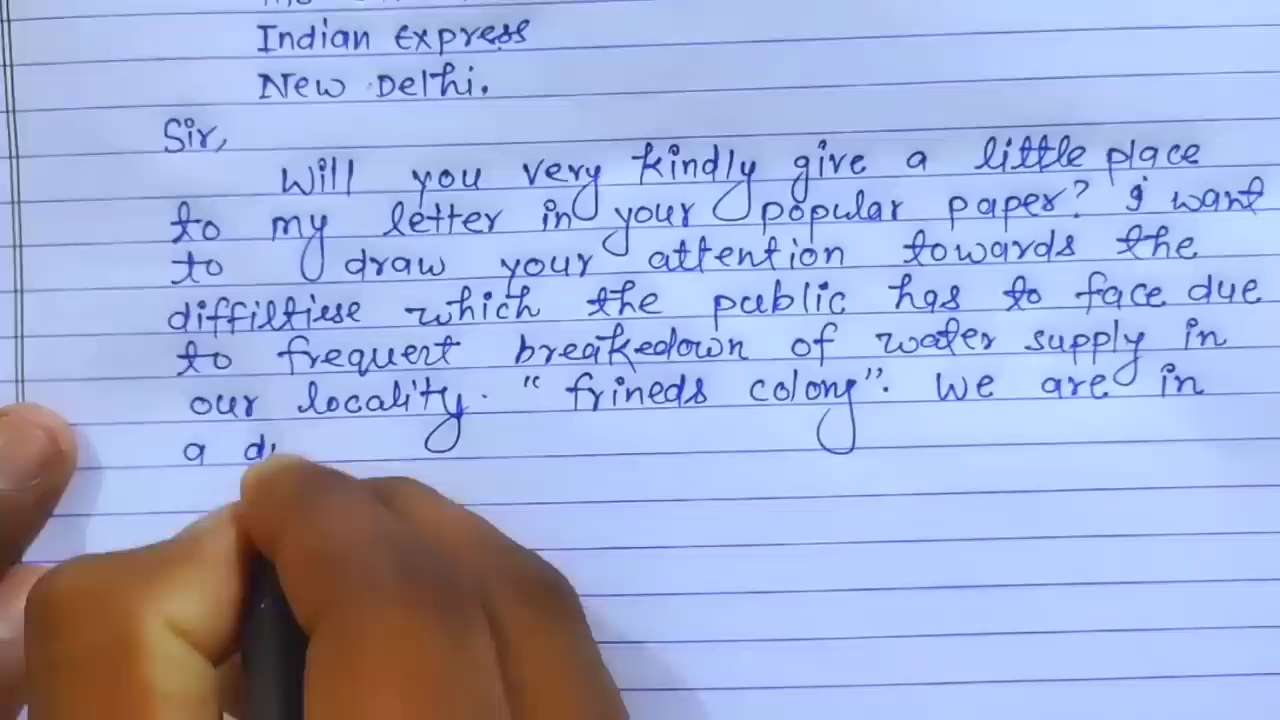 Indian Express
New Delhi.
Sir,
Will you very kindly give a little place
to my letter in your popular paper? I want
to draw your attention towards the
diffiltiese which the public has to face due
to frequert breakedown of water supply in
our locality. "frineds colony". We are in
a